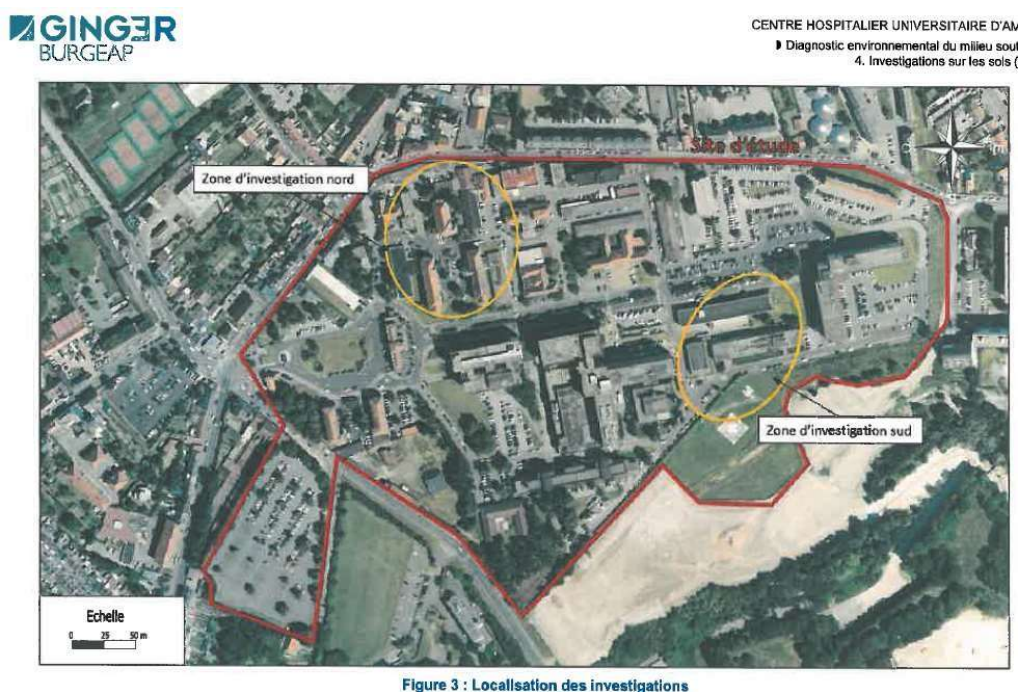 GINGER
BURGEAP
CENTRE HOSPITALIER UNIVERSITAIRE D'AM
Diagnostic environnemental du milieu sout
4. Investigations sur les sols (
Site d'étude
Zone d'investigation nord
Zone d'investigation sud
Echelle
0 25 50 m
Figure 3 : Localisation des investigations